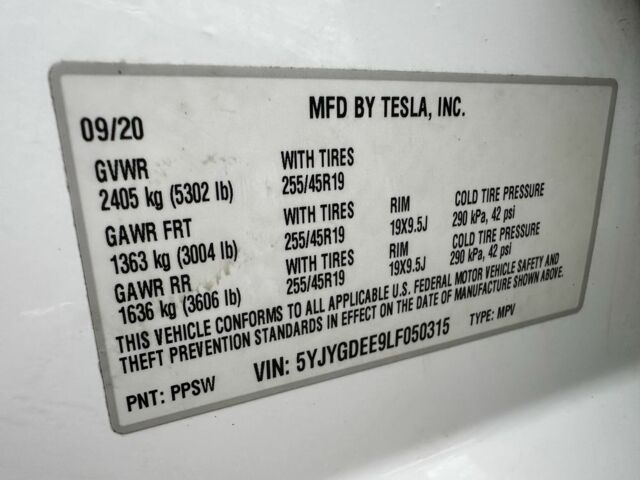 MFD BY TESLA, INC.
09/20
GVWR WITH TIRES
2405 kg (5302 lb) 255/45R19
GAWR FRT WITH TIRES RIM COLD TIRE PRESSURE
1363 kg (3004 lb) 255/45R19 19X9.5J 290 kPa, 42 psi
GAWR RR WITH TIRES RIM COLD TIRE PRESSURE
1636 kg (3606 lb) 255/45R19 19X9.5J 290 kPa, 42 psi
THIS VEHICLE CONFORMS TO ALL APPLICABLE U.S. FEDERAL MOTOR VEHICLE SAFETY AND
THEFT PREVENTION STANDARDS IN EFFECT ON THE DATE OF MANUFACTURE SHOWN ABOVE.
PNT: PPSW VIN: 5YJYGDEE9LF050315 TYPE: MPV